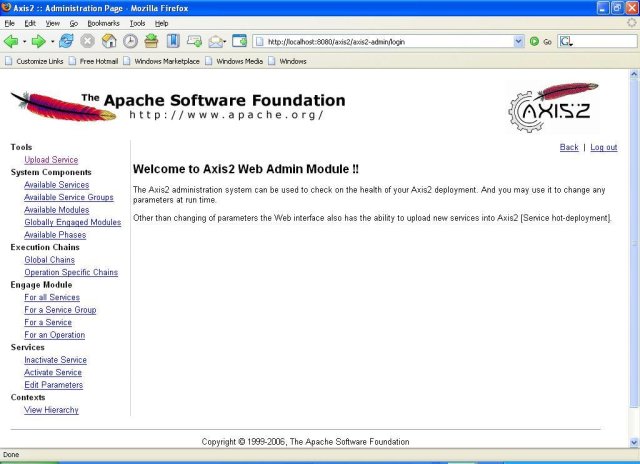 Axis2 :: Administration Page - Mozilla Firefox
File Edit View Go Bookmarks Tools Help
http://localhost:8080/axis2/axis2-admin/login
Go
G
Customize Links Free Hotmail Windows Marketplace Windows Media Windows
The Apache Software Foundation
http://www.apache.org/
AXIS2
Back | Log out
Tools
Upload Service
System Components
Available Services
Available Service Groups
Available Modules
Globally Engaged Modules
Available Phases
Execution Chains
Global Chains
Operation Specific Chains
Engage Module
For all Services
For a Service Group
For a Service
For an Operation
Services
Inactivate Service
Activate Service
Edit Parameters
Contexts
View Hierarchy
Welcome to Axis2 Web Admin Module !!
The Axis2 administration system can be used to check on the health of your Axis2 deployment. And you may use it to change any
parameters at run time.
Other than changing of parameters the Web interface also has the ability to upload new services into Axis2 [Service hot-deployment].
Copyright © 1999-2006, The Apache Software Foundation
Done